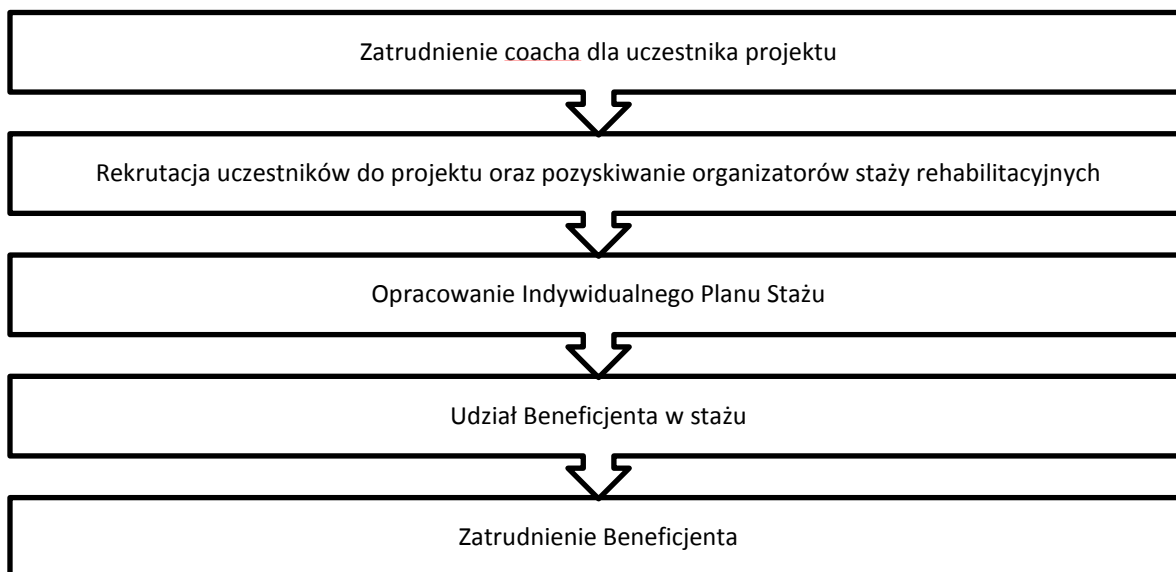 Zatrudnienie coacha dla uczestnika projektu
Rekrutacja uczestników do projektu oraz pozyskiwanie organizatorów staży rehabilitacyjnych
Opracowanie Indywidualnego Planu Stażu
Udział Beneficjenta w stażu
Zatrudnienie Beneficjenta